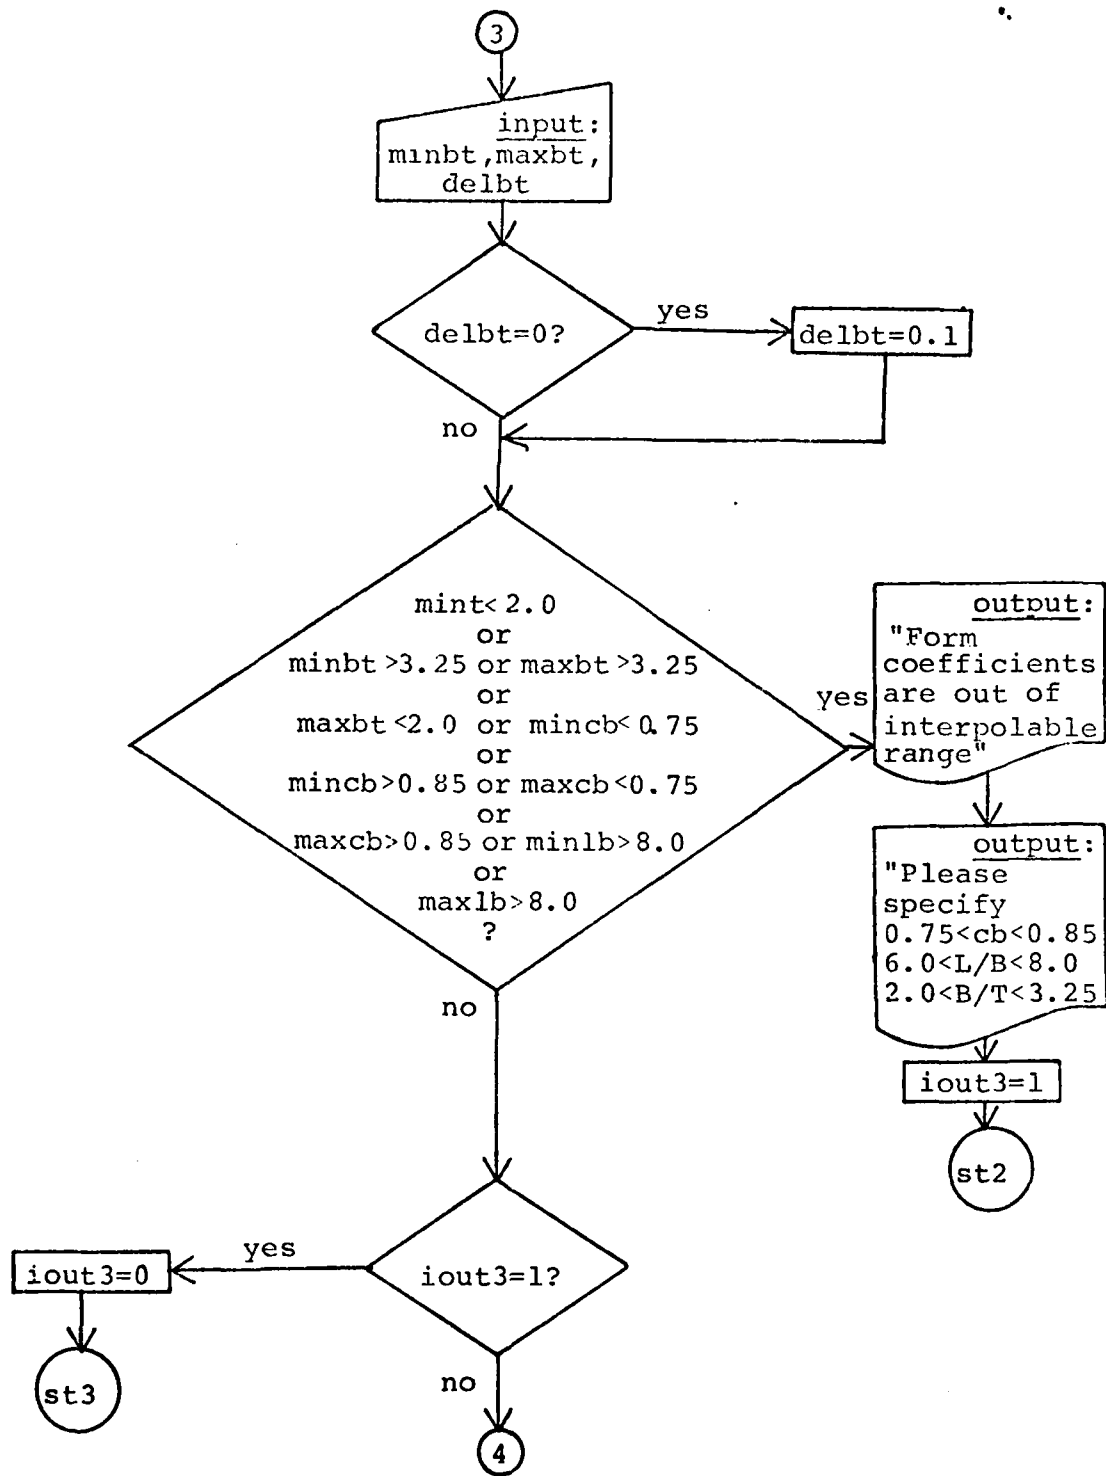 3
input:
minbt,maxbt,
delbt
delbt=0?
yes
delbt=0.1
no
mint<2.0
or
minbt>3.25 or maxbt>3.25
or
maxbt<2.0 or mincb<0.75
or
mincb>0.85 or maxcb<0.75
or
maxcb>0.85 or minlb>8.0
or
maxlb>8.0
?
yes
output:
"Form
coefficients
are out of
interpolable
range"
output:
"Please
specify
0.75<cb<0.85
6.0<L/B<8.0
2.0<B/T<3.25
iout3=1
st2
no
iout3=1?
yes
iout3=0
st3
no
4